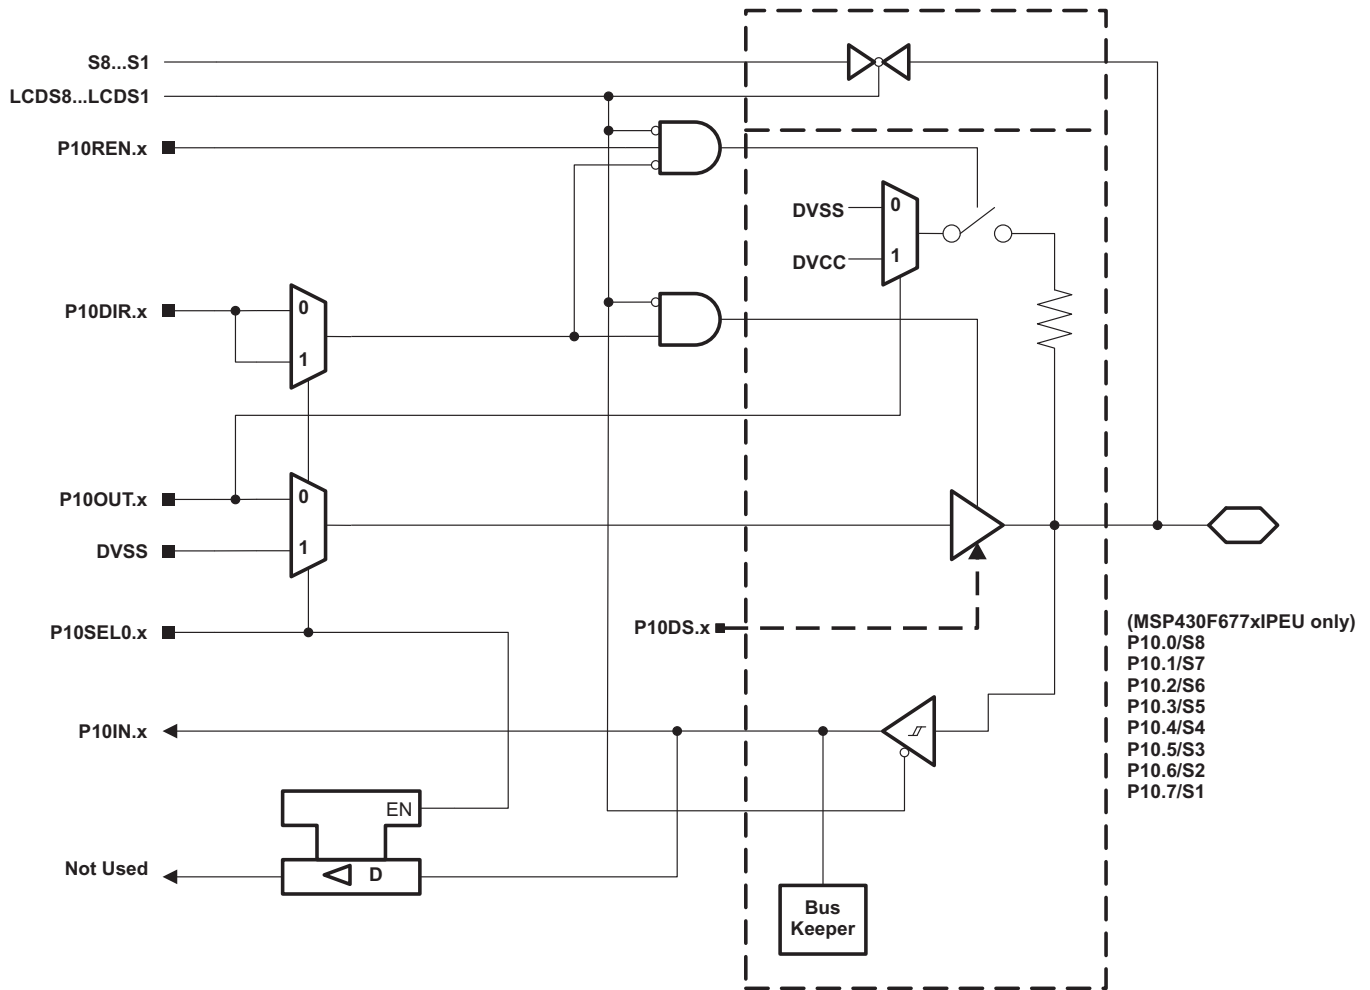 S8...S1
LCDS8...LCDS1
P10REN.x
DVSS
0
DVCC
1
P10DIR.x
0
1
P10OUT.x
0
DVSS
1
P10SEL0.x
P10DS.x
(MSP430F677xIPEU only)
P10.0/S8
P10.1/S7
P10.2/S6
P10.3/S5
P10.4/S4
P10.5/S3
P10.6/S2
P10.7/S1
P10IN.x
EN
Not Used
D
Bus
Keeper